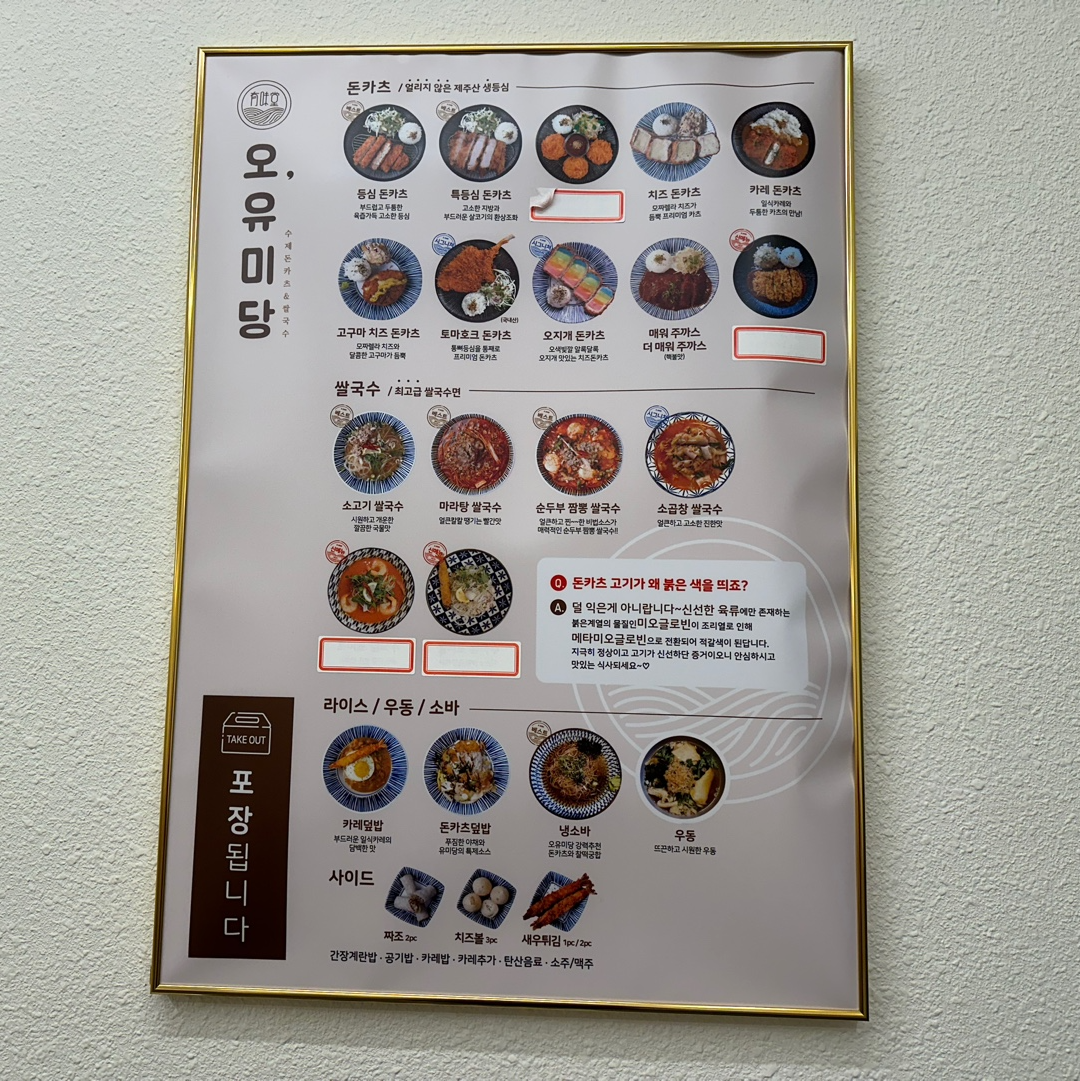 오,유미당
수제돈카츠&쌀국수
돈카츠 / 얼리지 않은 제주산 생등심
베스트
등심 돈카츠
부드럽고 두툼한
육즙가득 고소한 등심
베스트
특등심 돈카츠
고소한 지방과
부드러운 살코기의 환상조화
치즈 돈카츠
모짜렐라 치즈가
듬뿍 프리미엄 카츠
카레 돈카츠
일식카레와
두툼한 카츠의 만남!
고구마 치즈 돈카츠
모짜렐라 치즈와
달콤한 고구마가 듬뿍
시그니처
토마호크 돈카츠
(국내산)
통뼈등심을 통째로
프리미엄 돈카츠
시그니처
오지개 돈카츠
오색빛깔 알록달록
오지개 맛있는 치즈돈카츠
매워 주까스
더 매워 주까스
(핵불맛)
신메뉴
쌀국수 / 최고급 쌀국수면
베스트
소고기 쌀국수
시원하고 개운한
깔끔한 국물맛
베스트
마라탕 쌀국수
얼큰칼칼 땡기는 빨간맛
베스트
순두부 짬뽕 쌀국수
얼큰하고 찐~~한 비법소스가
매력적인 순두부 짬뽕 쌀국수!!
시그니처
소곱창 쌀국수
얼큰하고 고소한 진한맛
신메뉴
신메뉴
Q. 돈카츠 고기가 왜 붉은 색을 띄죠?
A. 덜 익은게 아니랍니다~신선한 육류에만 존재하는
붉은계열의 물질인미오글로빈이 조리열로 인해
메타미오글로빈으로 전환되어 적갈색이 된답니다.
지극히 정상이고 고기가 신선하단 증거이오니 안심하시고
맛있는 식사되세요~♡
라이스 / 우동 / 소바
카레덮밥
부드러운 일식카레의
담백한 맛
돈카츠덮밥
푸짐한 야채와
유미당의 특제소스
베스트
냉소바
오유미당 강력추천
돈카츠와 찰떡궁합
우동
뜨끈하고 시원한 우동
사이드
짜조 2pc
치즈볼 3pc
새우튀김 1pc / 2pc
간장계란밥 · 공기밥 · 카레밥 · 카레추가 · 탄산음료 · 소주/맥주
TAKE OUT
포장됩니다